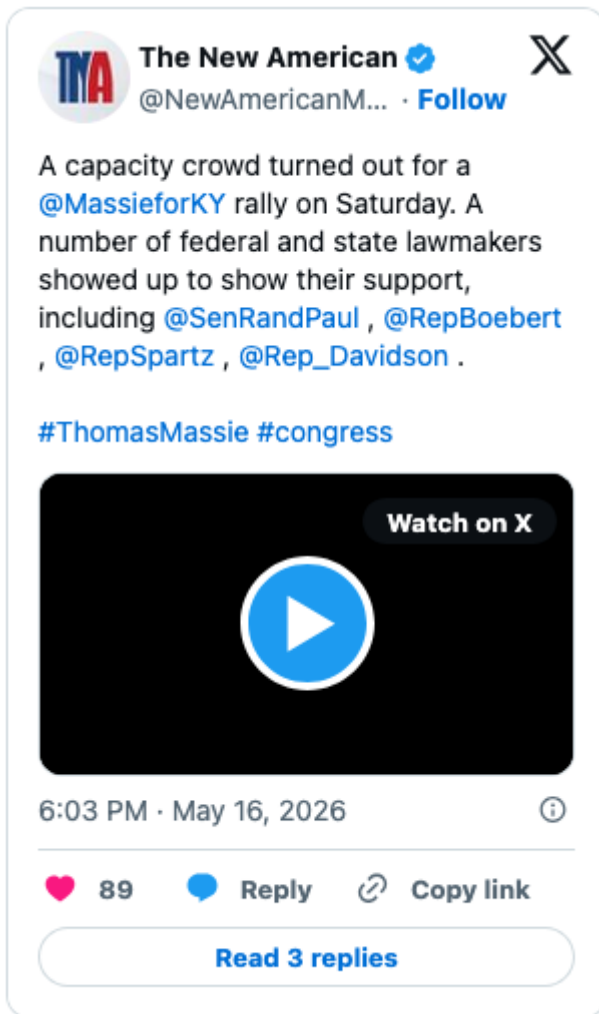 TNA
The New American
@NewAmericanM... · Follow
A capacity crowd turned out for a
@MassieforKY rally on Saturday. A
number of federal and state lawmakers
showed up to show their support,
including @SenRandPaul , @RepBoebert
, @RepSpartz , @Rep_Davidson .
#ThomasMassie #congress
Watch on X
6:03 PM · May 16, 2026
89 Reply Copy link
Read 3 replies